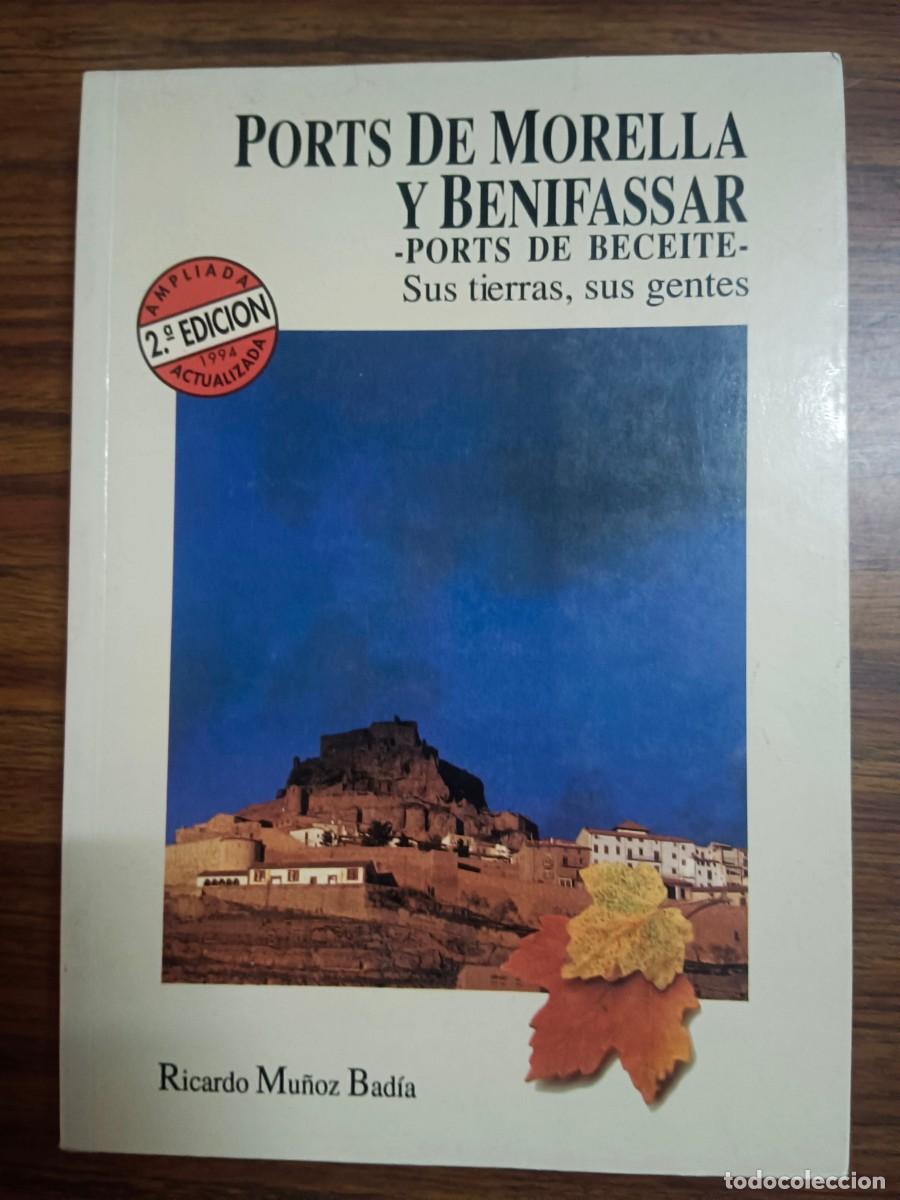 PORTS DE MORELLA
Y BENIFASSAR
-PORTS DE BECEITE-
Sus tierras, sus gentes
AMPLIADA
2.ª EDICION
1994
ACTUALIZADA
Ricardo Muñoz Badía
todocoleccion